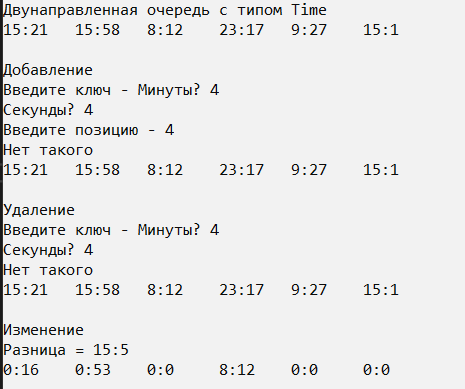 Двунаправленная очередь с типом Time
15:21 15:58 8:12 23:17 9:27 15:1
Добавление
Введите ключ - Минуты? 4
Секунды? 4
Введите позицию - 4
Нет такого
15:21 15:58 8:12 23:17 9:27 15:1
Удаление
Введите ключ - Минуты? 4
Секунды? 4
Нет такого
15:21 15:58 8:12 23:17 9:27 15:1
Изменение
Разница = 15:5
0:16 0:53 0:0 8:12 0:0 0:0